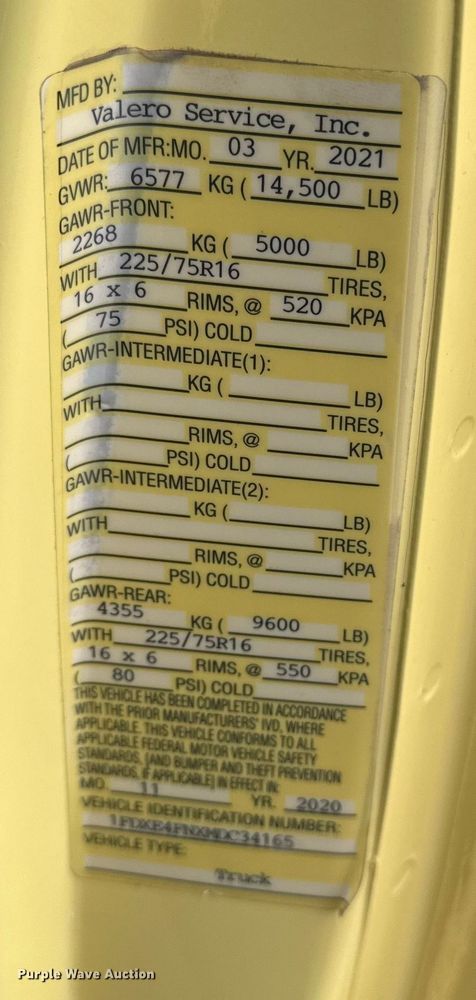 MFD BY:
Valero Service, Inc.
DATE OF MFR:MO. 03 YR. 2021
GVWR: 6577 KG ( 14,500 LB)
GAWR-FRONT:
2268 KG ( 5000 LB)
WITH 225/75R16 TIRES,
16 x 6 RIMS, @ 520 KPA
( 75 PSI) COLD
GAWR-INTERMEDIATE(1):
KG ( LB)
WITH TIRES,
RIMS, @ KPA
( PSI) COLD
GAWR-INTERMEDIATE(2):
KG ( LB)
WITH TIRES,
RIMS, @ KPA
( PSI) COLD
GAWR-REAR:
4355 KG ( 9600 LB)
WITH 225/75R16 TIRES,
16 x 6 RIMS, @ 550 KPA
( 80 PSI) COLD
THIS VEHICLE HAS BEEN COMPLETED IN ACCORDANCE
WITH THE PRIOR MANUFACTURERS' IVD, WHERE
APPLICABLE. THIS VEHICLE CONFORMS TO ALL
APPLICABLE FEDERAL MOTOR VEHICLE SAFETY
STANDARDS, [AND BUMPER AND THEFT PREVENTION
STANDARDS, IF APPLICABLE] IN EFFECT IN:
MO. 11 YR. 2020
VEHICLE IDENTIFICATION NUMBER:
1FDXE4FNXMDC34165
VEHICLE TYPE:
Truck
Purple Wave Auction